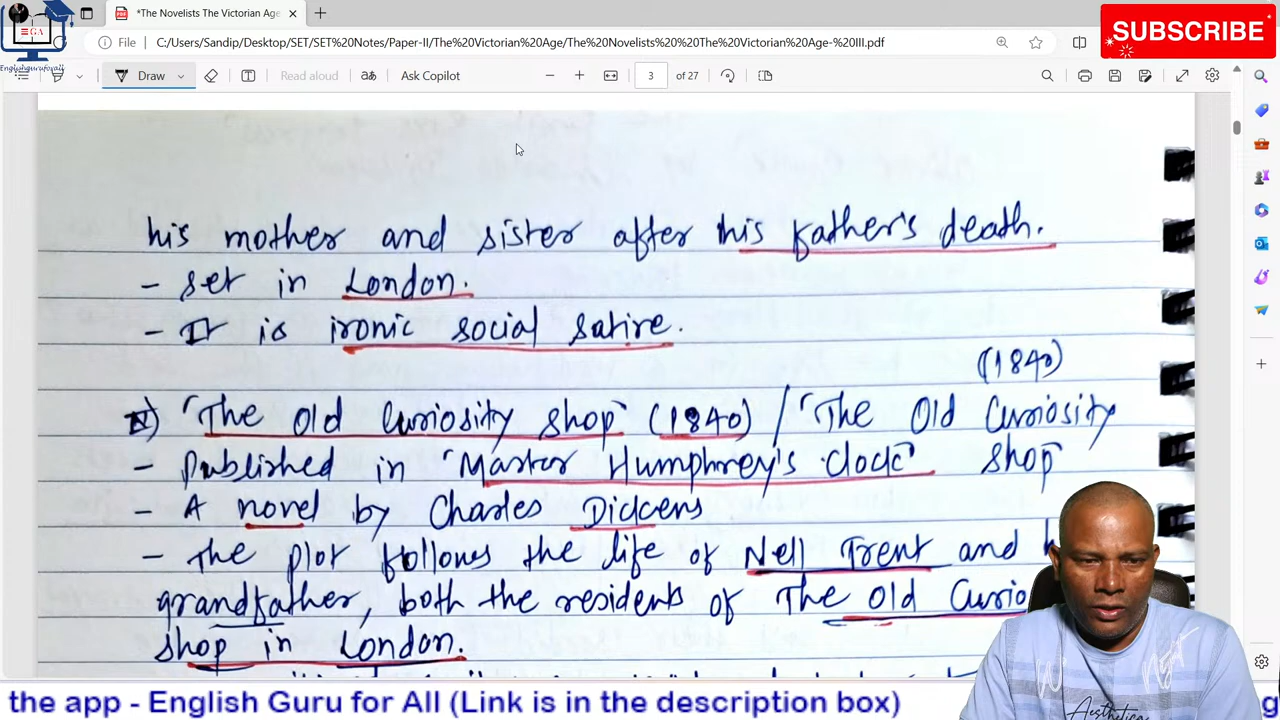 *The Novelists The Victorian Age
SUBSCRIBE
EGA
Englishguruforall
File C:/Users/Sandip/Desktop/SET/SET%20Notes/Paper-II/The%20Victorian%20Age/The%20Novelists%20%20The%20Victorian%20Age-%20III.pdf
Draw Read aloud Ask Copilot 3 of 27
his mother and sister after his father's death.
- set in London.
- It is ironic social satire.
(1840)
'The Old Curiosity shop' (1840) / 'The Old Curiosity
- Published in 'Master Humphrey's clock' shop'
- A novel by Charles Dickens
- The plot follows the life of Nell Trent and
grandfather, both the residents of The old Curio
shop in London.
the app - English Guru for All (Link is in the description box)